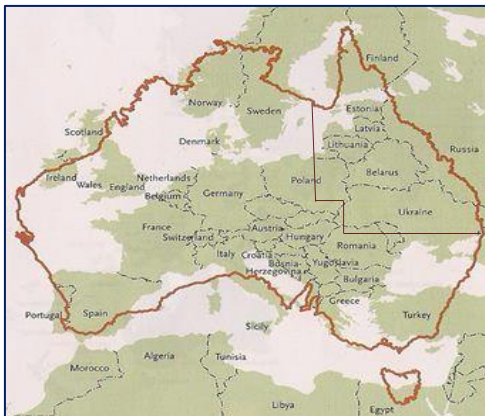 Finland
Norway
Sweden
Estonia
Scotland
Latvia
Denmark
Lithuania
Russia
Ireland
Wales
England
Netherlands
Belarus
Belgium
Germany
Poland
Ukraine
France
Austria
Switzerland
Hungary
Romania
Italy
Croatia
Bosnia-
Herzegovina
Yugoslavia
Bulgaria
Portugal
Spain
Greece
Turkey
Sicily
Algeria
Tunisia
Morocco
Libya
Egypt